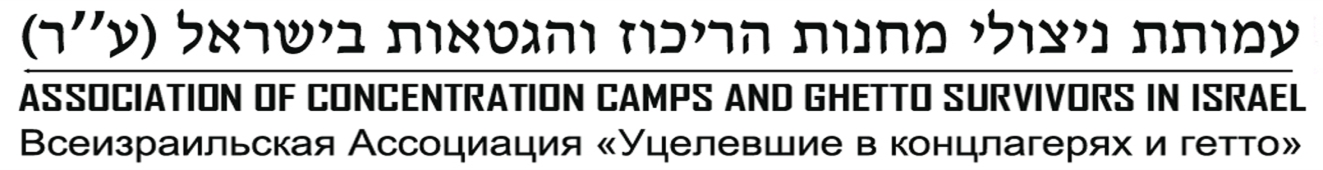 עמותת ניצולי מחנות הריכוז והגטאות בישראל (ע’’ר)
ASSOCIATION OF CONCENTRATION CAMPS AND GHETTO SURVIVORS IN ISRAEL
Всеизраильская Ассоциация «Уцелевшие в концлагерях и гетто»